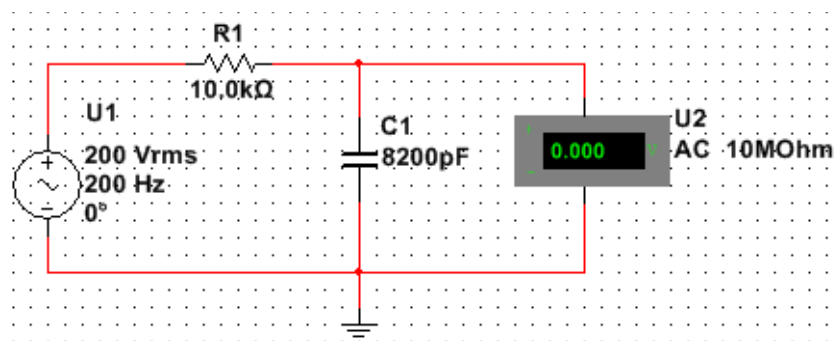 R1
10.0kΩ
U1
200 Vrms
200 Hz
0°
C1
8200pF
0.000 V
U2
AC 10MOhm